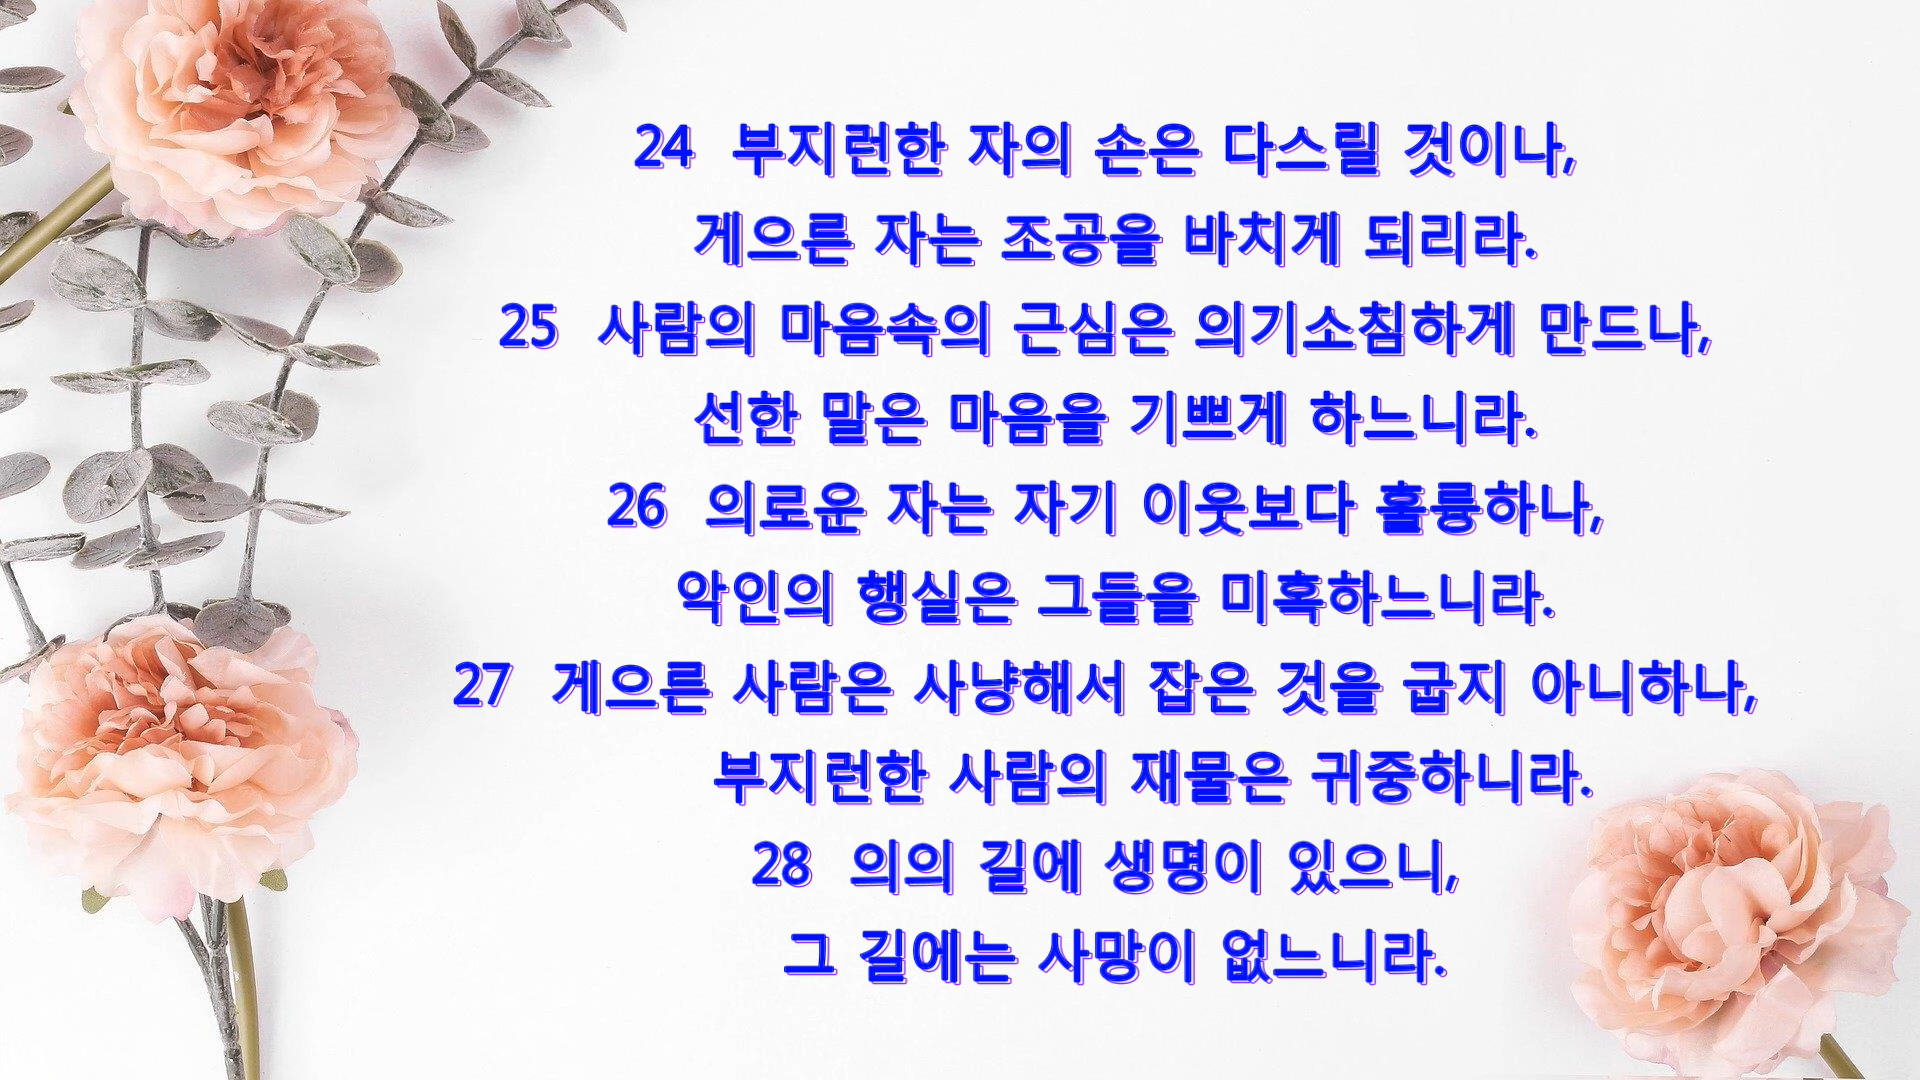 24 부지런한 자의 손은 다스릴 것이나,
게으른 자는 조공을 바치게 되리라.
25 사람의 마음속의 근심은 의기소침하게 만드나,
선한 말은 마음을 기쁘게 하느니라.
26 의로운 자는 자기 이웃보다 훌륭하나,
악인의 행실은 그들을 미혹하느니라.
27 게으른 사람은 사냥해서 잡은 것을 굽지 아니하나,
부지런한 사람의 재물은 귀중하니라.
28 의의 길에 생명이 있으니,
그 길에는 사망이 없느니라.